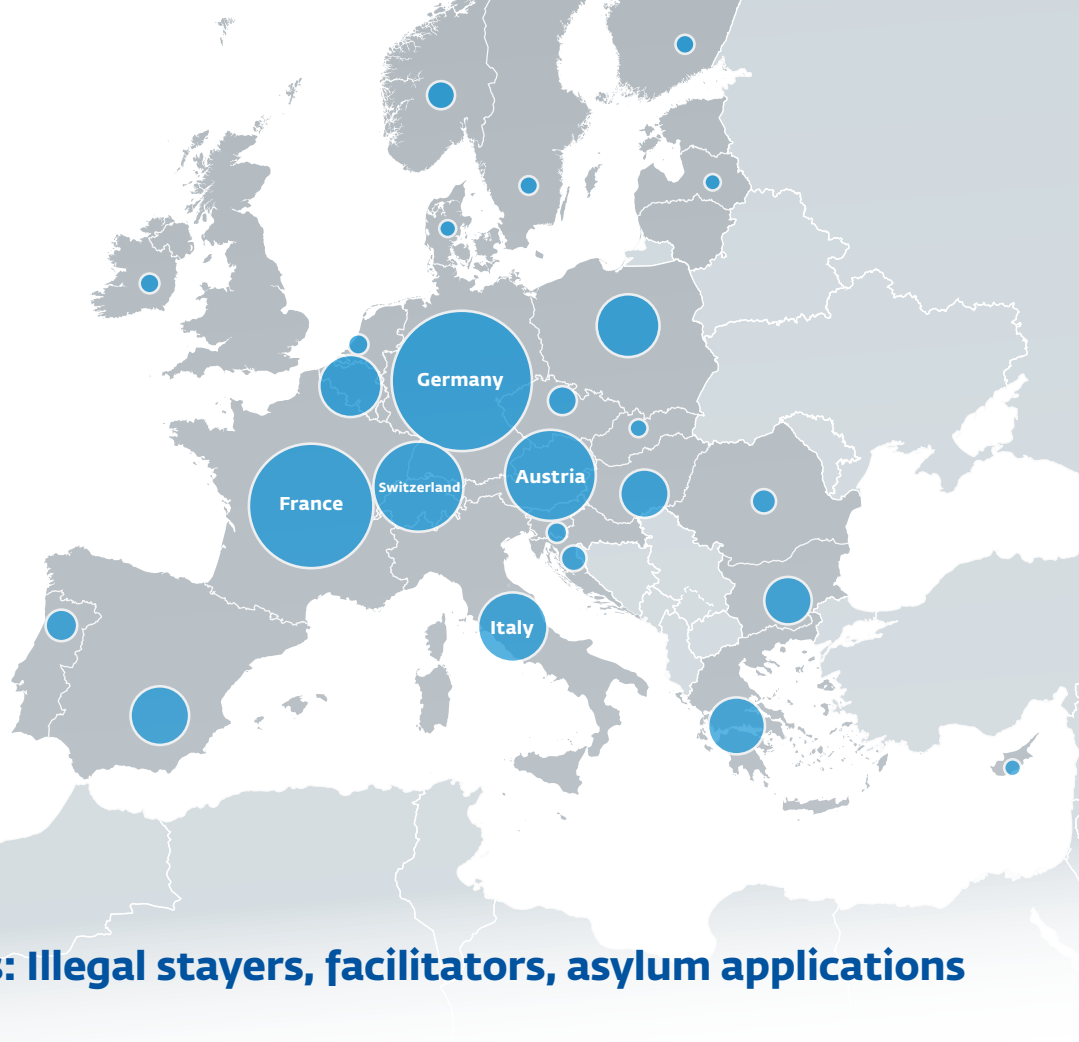 Germany
Austria
Switzerland
France
Italy
: Illegal stayers, facilitators, asylum applications